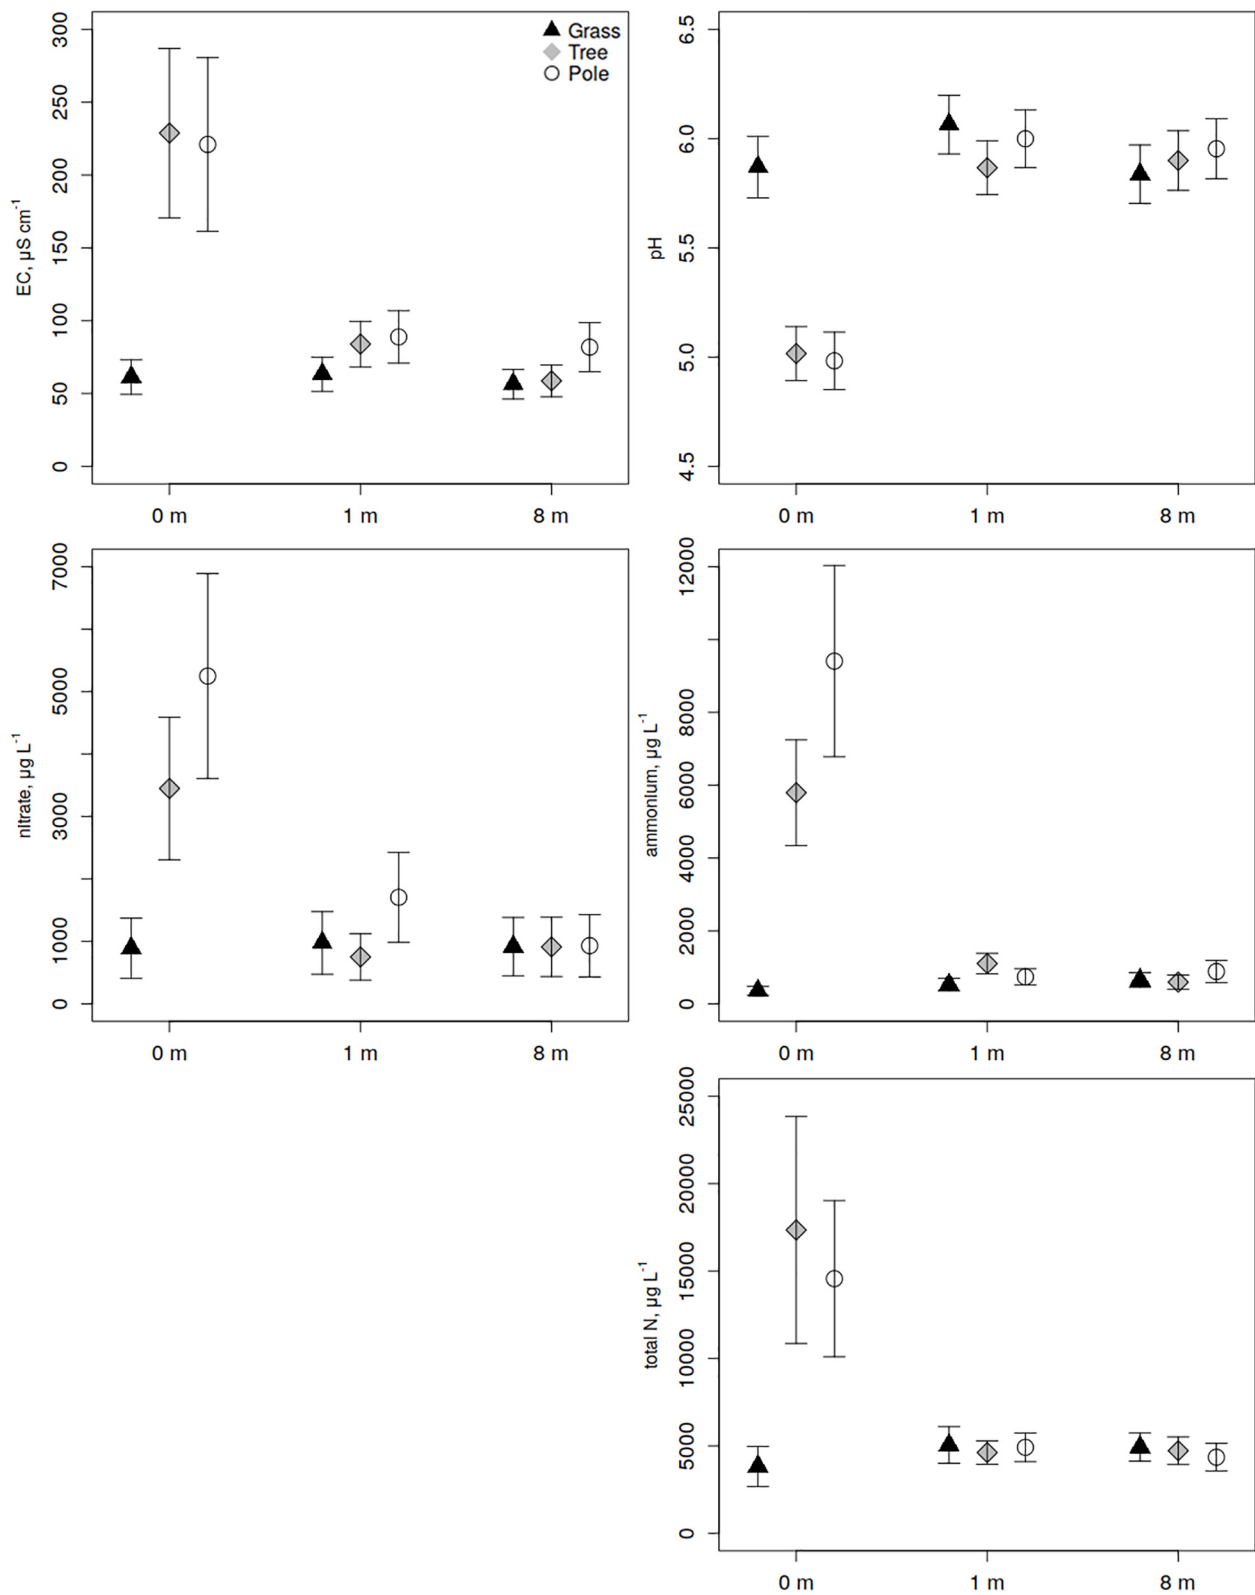 300
250
200
150
100
50
0
EC, µS cm⁻¹
Grass
Tree
Pole
0 m
1 m
8 m
6.5
6.0
5.5
5.0
4.5
pH
0 m
1 m
8 m
7000
5000
3000
1000
0
nitrate, µg L⁻¹
0 m
1 m
8 m
12000
8000
6000
4000
2000
0
ammonium, µg L⁻¹
0 m
1 m
8 m
25000
20000
15000
10000
5000
0
total N, µg L⁻¹
0 m
1 m
8 m